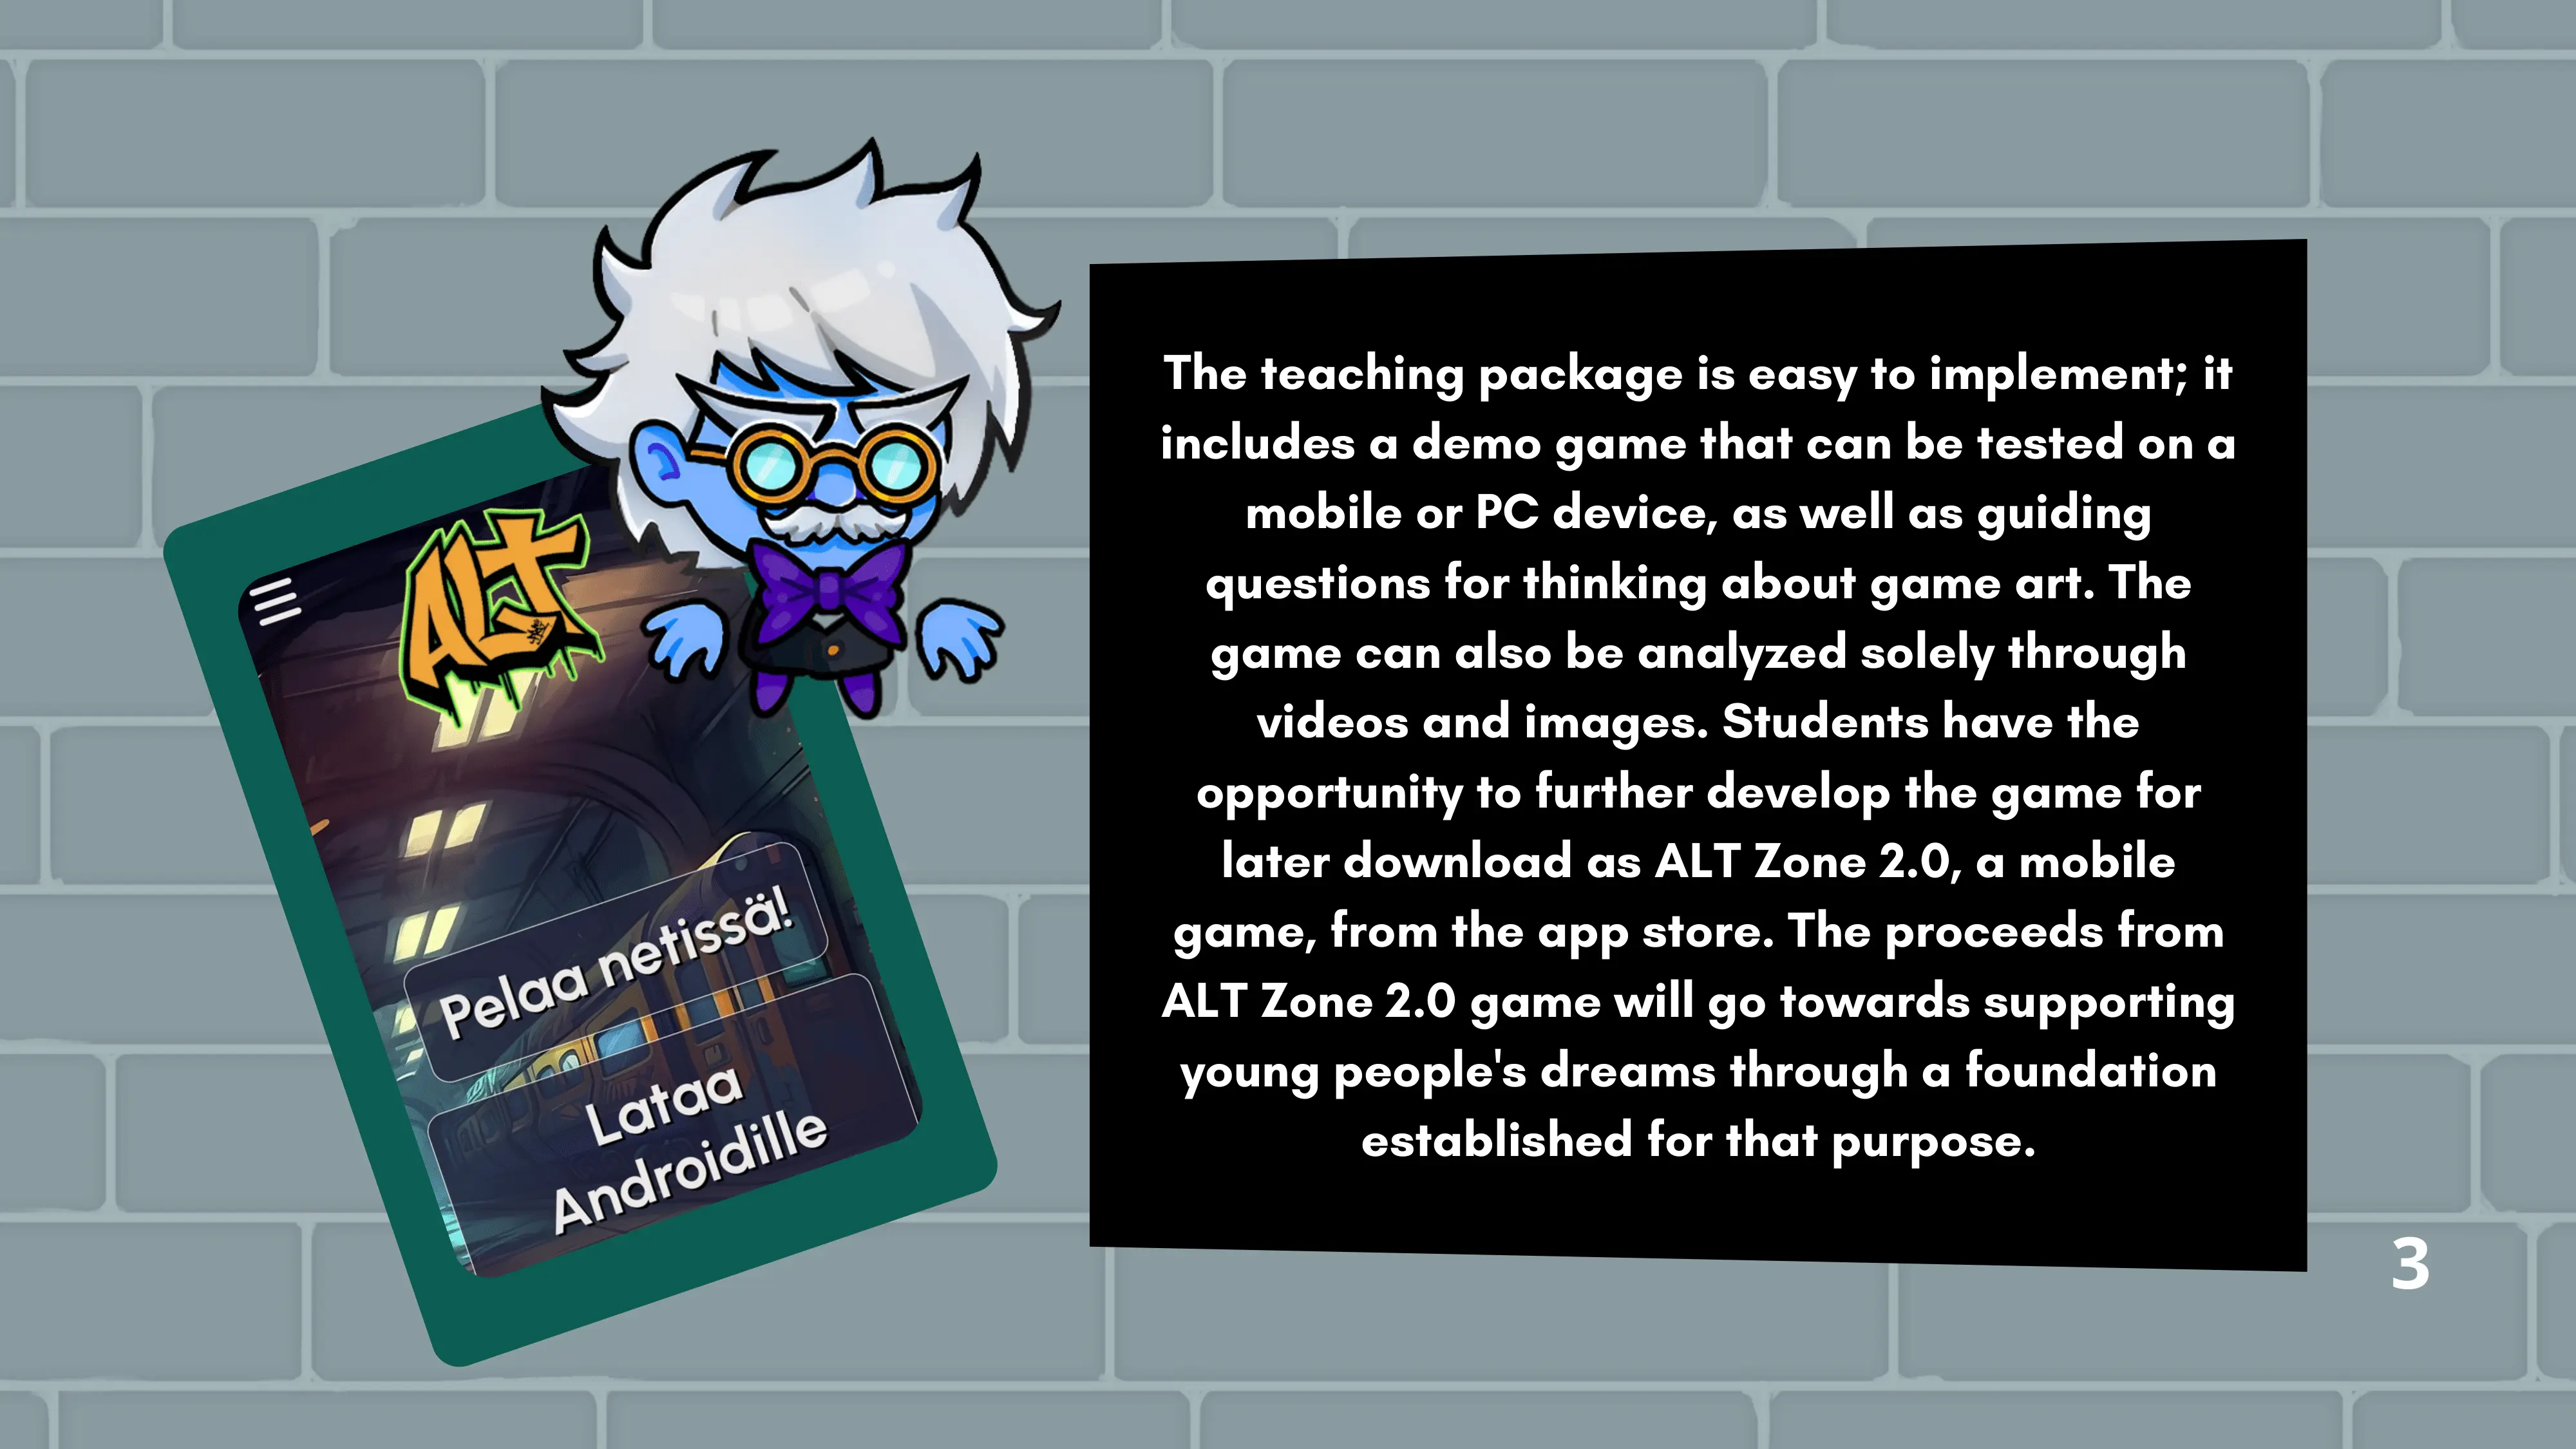 ALT
Pelaa netissä!
Lataa
Androidille
The teaching package is easy to implement; it
includes a demo game that can be tested on a
mobile or PC device, as well as guiding
questions for thinking about game art. The
game can also be analyzed solely through
videos and images. Students have the
opportunity to further develop the game for
later download as ALT Zone 2.0, a mobile
game, from the app store. The proceeds from
ALT Zone 2.0 game will go towards supporting
young people's dreams through a foundation
established for that purpose.
3